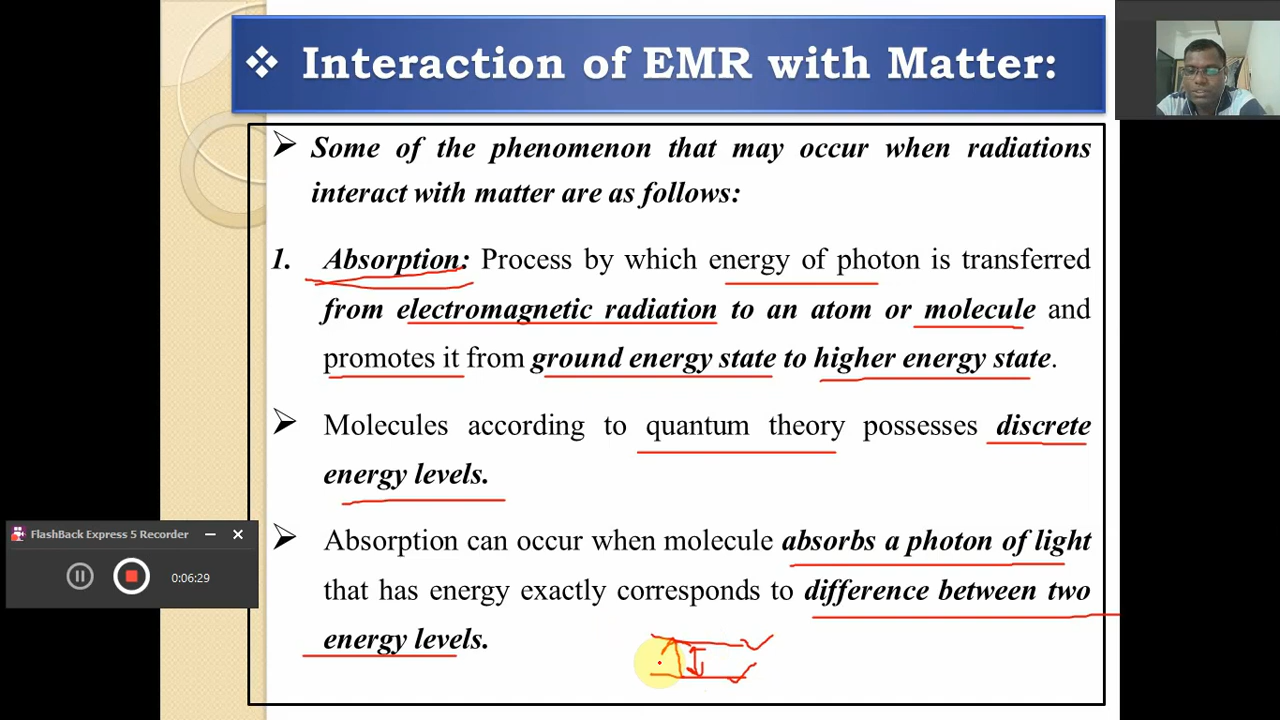 ❖ Interaction of EMR with Matter:
➢ Some of the phenomenon that may occur when radiations
interact with matter are as follows:
1. Absorption: Process by which energy of photon is transferred
from electromagnetic radiation to an atom or molecule and
promotes it from ground energy state to higher energy state.
➢ Molecules according to quantum theory possesses discrete
energy levels.
➢ Absorption can occur when molecule absorbs a photon of light
that has energy exactly corresponds to difference between two
energy levels.
FlashBack Express 5 Recorder
0:06:29